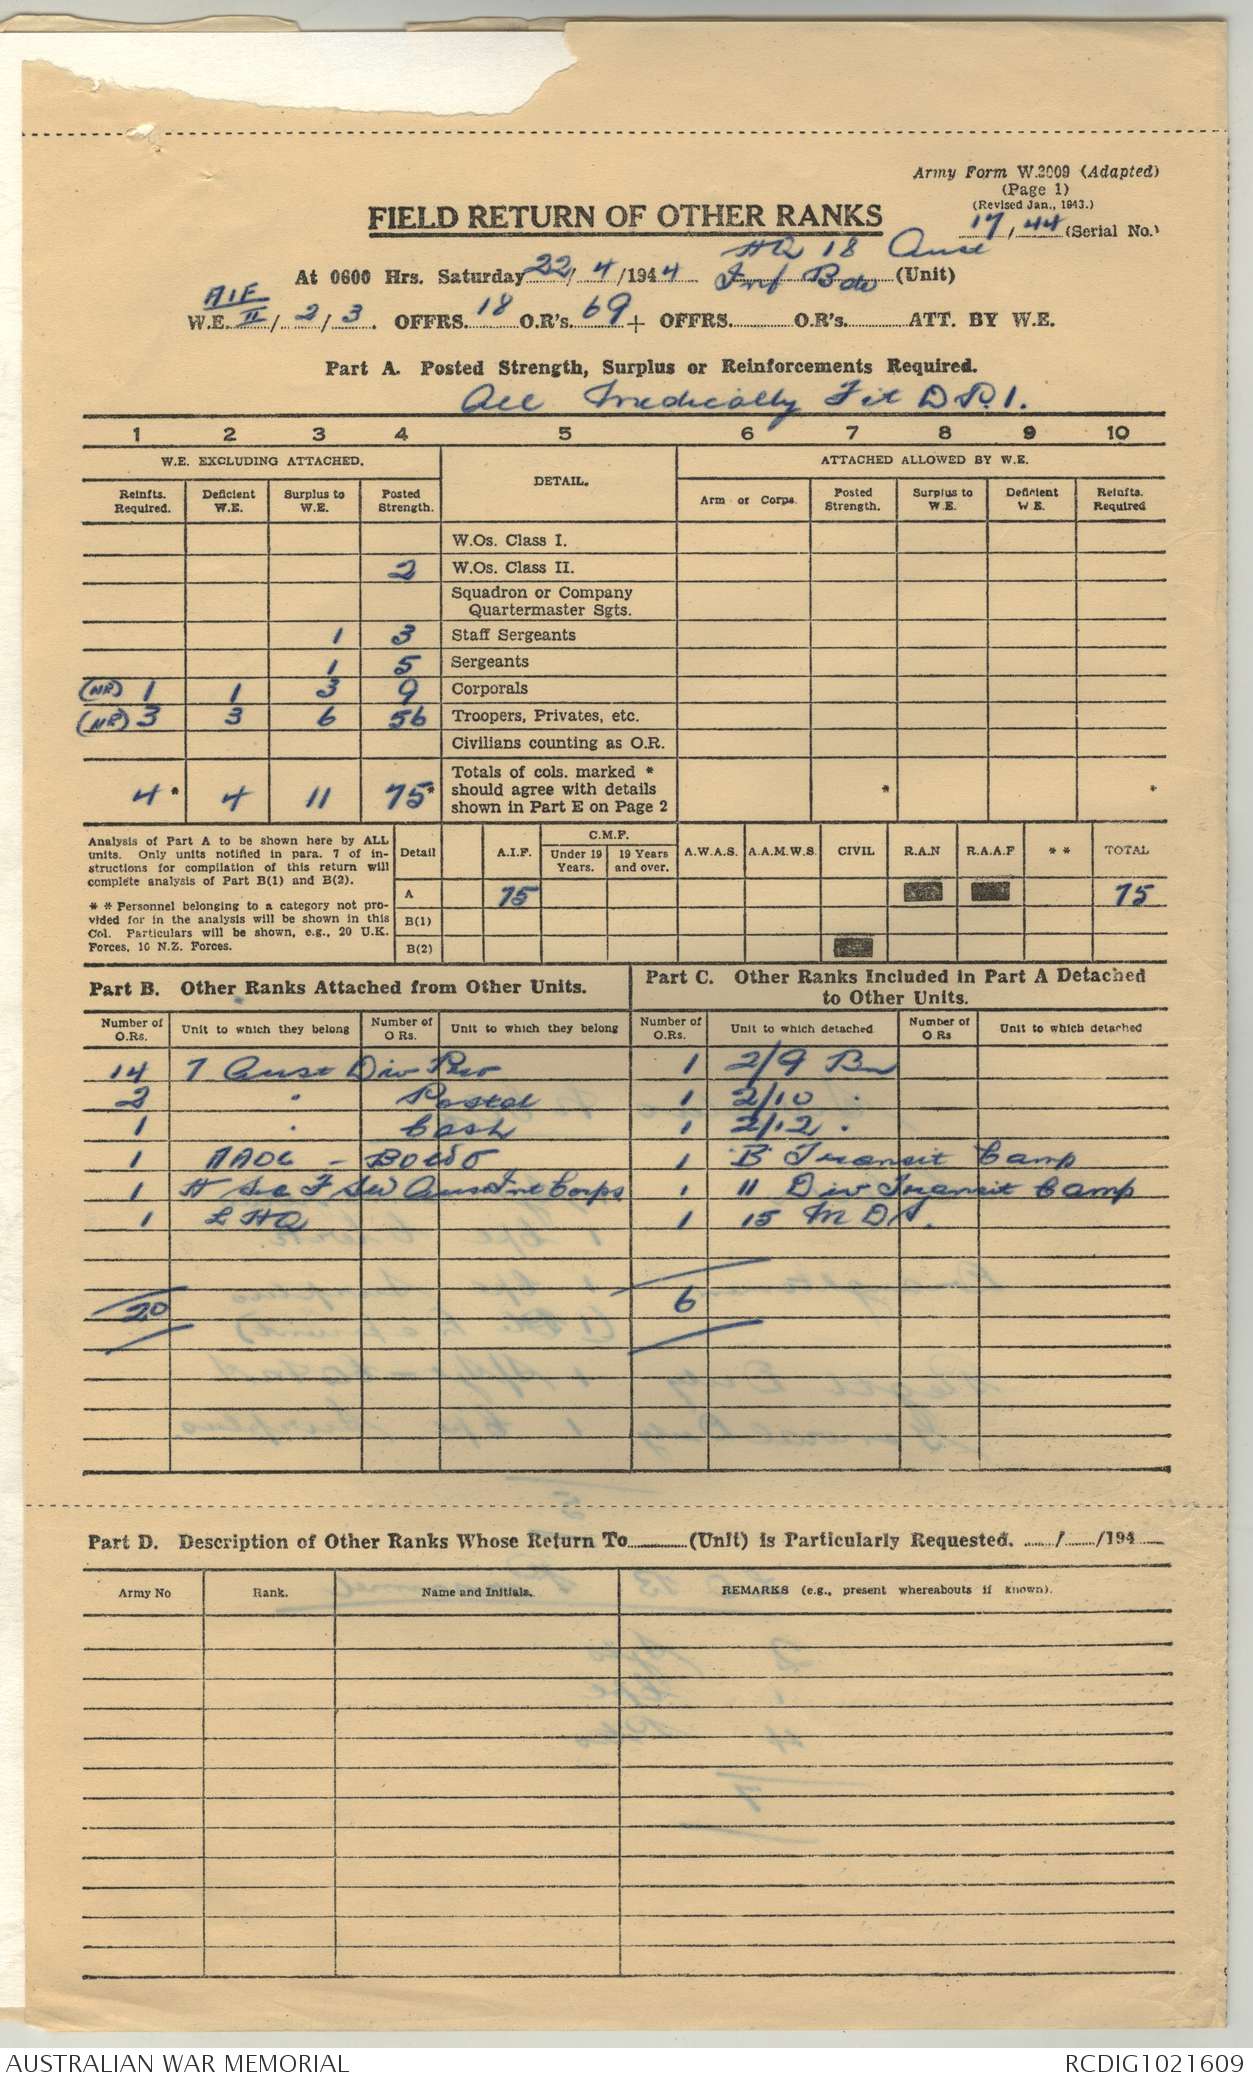 Army Form W.2009 (Adapted)
(Page 1)
(Revised Jan., 1943.)
FIELD RETURN OF OTHER RANKS
17/44 (Serial No.)
HQ 18 Aust
At 0600 Hrs. Saturday 22/4/1944 Inf Bde (Unit)
AIF
W.E. II/2/3. OFFRS. 18 O.R's. 69 + OFFRS. O.R's. ATT. BY W.E.
Part A. Posted Strength, Surplus or Reinforcements Required.
All Medically Fit D.P.1.
1 2 3 4 5 6 7 8 9 10
W.E. EXCLUDING ATTACHED. DETAIL. ATTACHED ALLOWED BY W.E.
Reinfts. Required. Deficient W.E. Surplus to W.E. Posted Strength. Arm or Corps. Posted Strength. Surplus to W.E. Deficient W.E. Reinfts. Required
W.Os. Class I.
2 W.Os. Class II.
Squadron or Company
Quartermaster Sgts.
1 3 Staff Sergeants
1 5 Sergeants
(NR) 1 1 3 9 Corporals
(NR) 3 3 6 56 Troopers, Privates, etc.
Civilians counting as O.R.
Totals of cols. marked *
4 * 4 11 75 * should agree with details * *
shown in Part E on Page 2
Analysis of Part A to be shown here by ALL
units. Only units notified in para. 7 of in-
structions for compilation of this return will
complete analysis of Part B(1) and B(2).
* * Personnel belonging to a category not pro-
vided for in the analysis will be shown in this
Col. Particulars will be shown, e.g., 20 U.K.
Forces, 10 N.Z. Forces.
C.M.F.
Detail A.I.F. Under 19 Years. 19 Years and over. A.W.A.S. A.A.M.W.S. CIVIL R.A.N R.A.A.F * * TOTAL
A 75 75
B(1)
B(2)
Part B. Other Ranks Attached from Other Units.
Part C. Other Ranks Included in Part A Detached
to Other Units.
Number of O.Rs. Unit to which they belong Number of O Rs. Unit to which they belong Number of O.Rs. Unit to which detached Number of O.Rs Unit to which detached
14 7 Aust Div Pro 1 2/9 Bn
2 " Postal 1 2/10 "
1 " Cash 1 2/12 "
1 AAOC - 1 B Transit Camp
1 Aust Int Corps 1 11 Div Transit Camp
1 LHQ 1 15 M D S.
20 6
Part D. Description of Other Ranks Whose Return To (Unit) is Particularly Requested. / /194
Army No Rank. Name and Initials. REMARKS (e.g., present whereabouts if known).
AUSTRALIAN WAR MEMORIAL RCDIG1021609